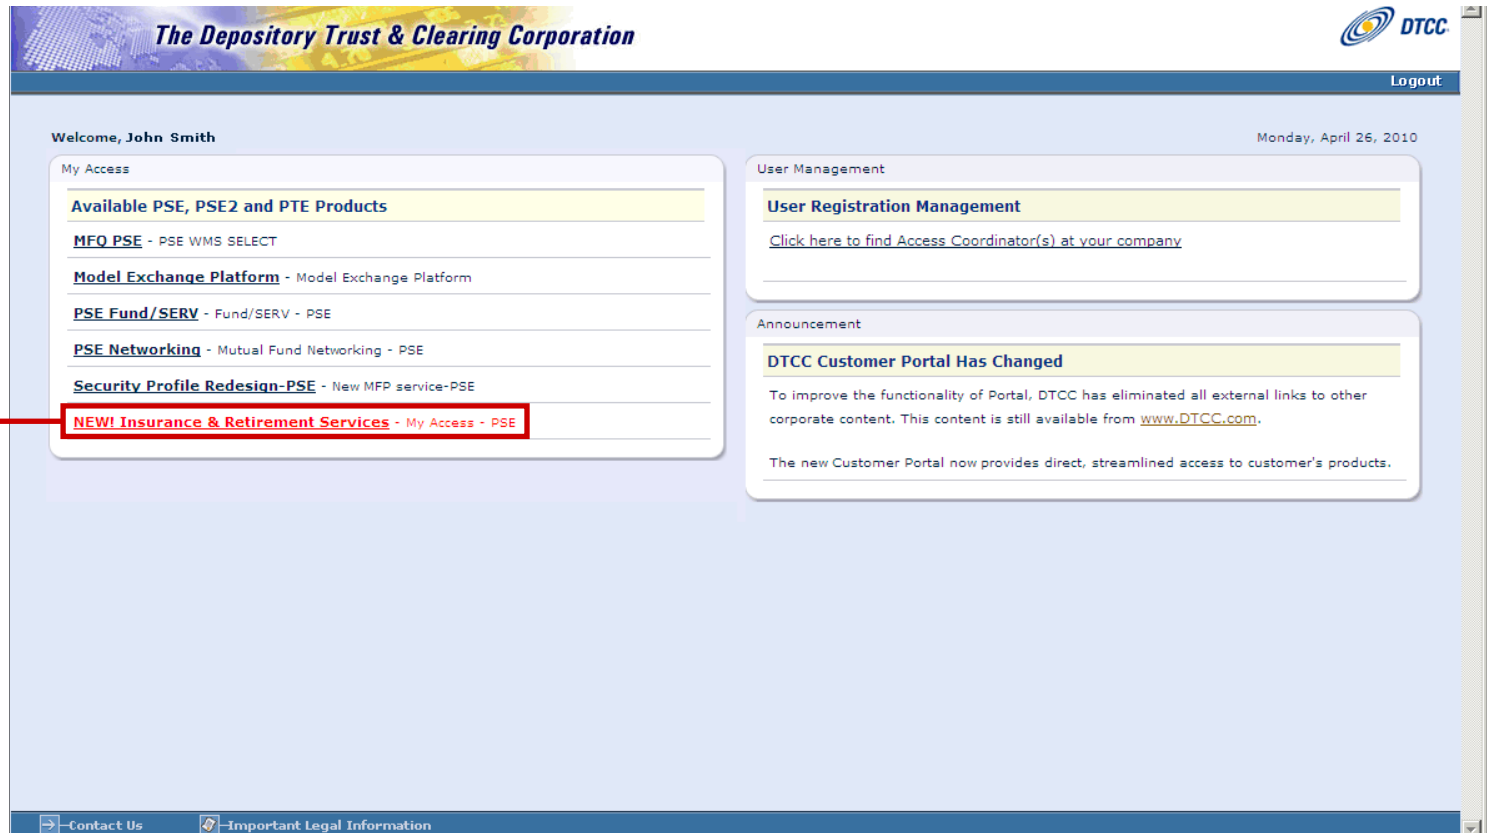 The Depository Trust & Clearing Corporation
DTCC
Logout
Welcome, John Smith
Monday, April 26, 2010
My Access
Available PSE, PSE2 and PTE Products
MFQ PSE - PSE WMS SELECT
Model Exchange Platform - Model Exchange Platform
PSE Fund/SERV - Fund/SERV - PSE
PSE Networking - Mutual Fund Networking - PSE
Security Profile Redesign-PSE - New MFP service-PSE
NEW! Insurance & Retirement Services - My Access - PSE
User Management
User Registration Management
Click here to find Access Coordinator(s) at your company
Announcement
DTCC Customer Portal Has Changed
To improve the functionality of Portal, DTCC has eliminated all external links to other
corporate content. This content is still available from www.DTCC.com.
The new Customer Portal now provides direct, streamlined access to customer's products.
Contact Us
Important Legal Information